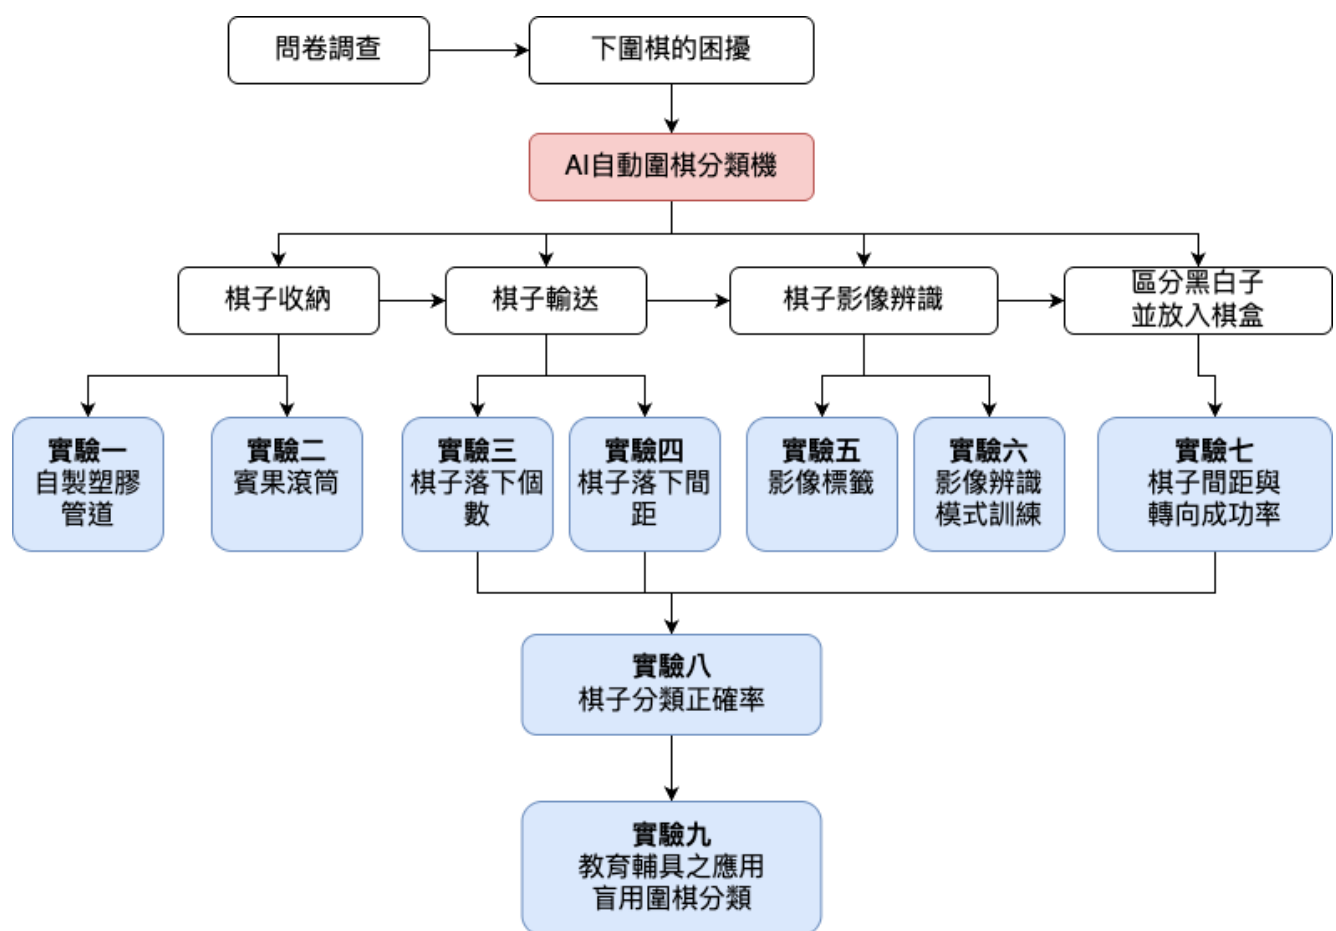 問卷調查
下圍棋的困擾
AI自動圍棋分類機
棋子收納
棋子輸送
棋子影像辨識
區分黑白子
並放入棋盒
實驗一
自製塑膠
管道
實驗二
賓果滾筒
實驗三
棋子落下個
數
實驗四
棋子落下間
距
實驗五
影像標籤
實驗六
影像辨識
模式訓練
實驗七
棋子間距與
轉向成功率
實驗八
棋子分類正確率
實驗九
教育輔具之應用
盲用圍棋分類